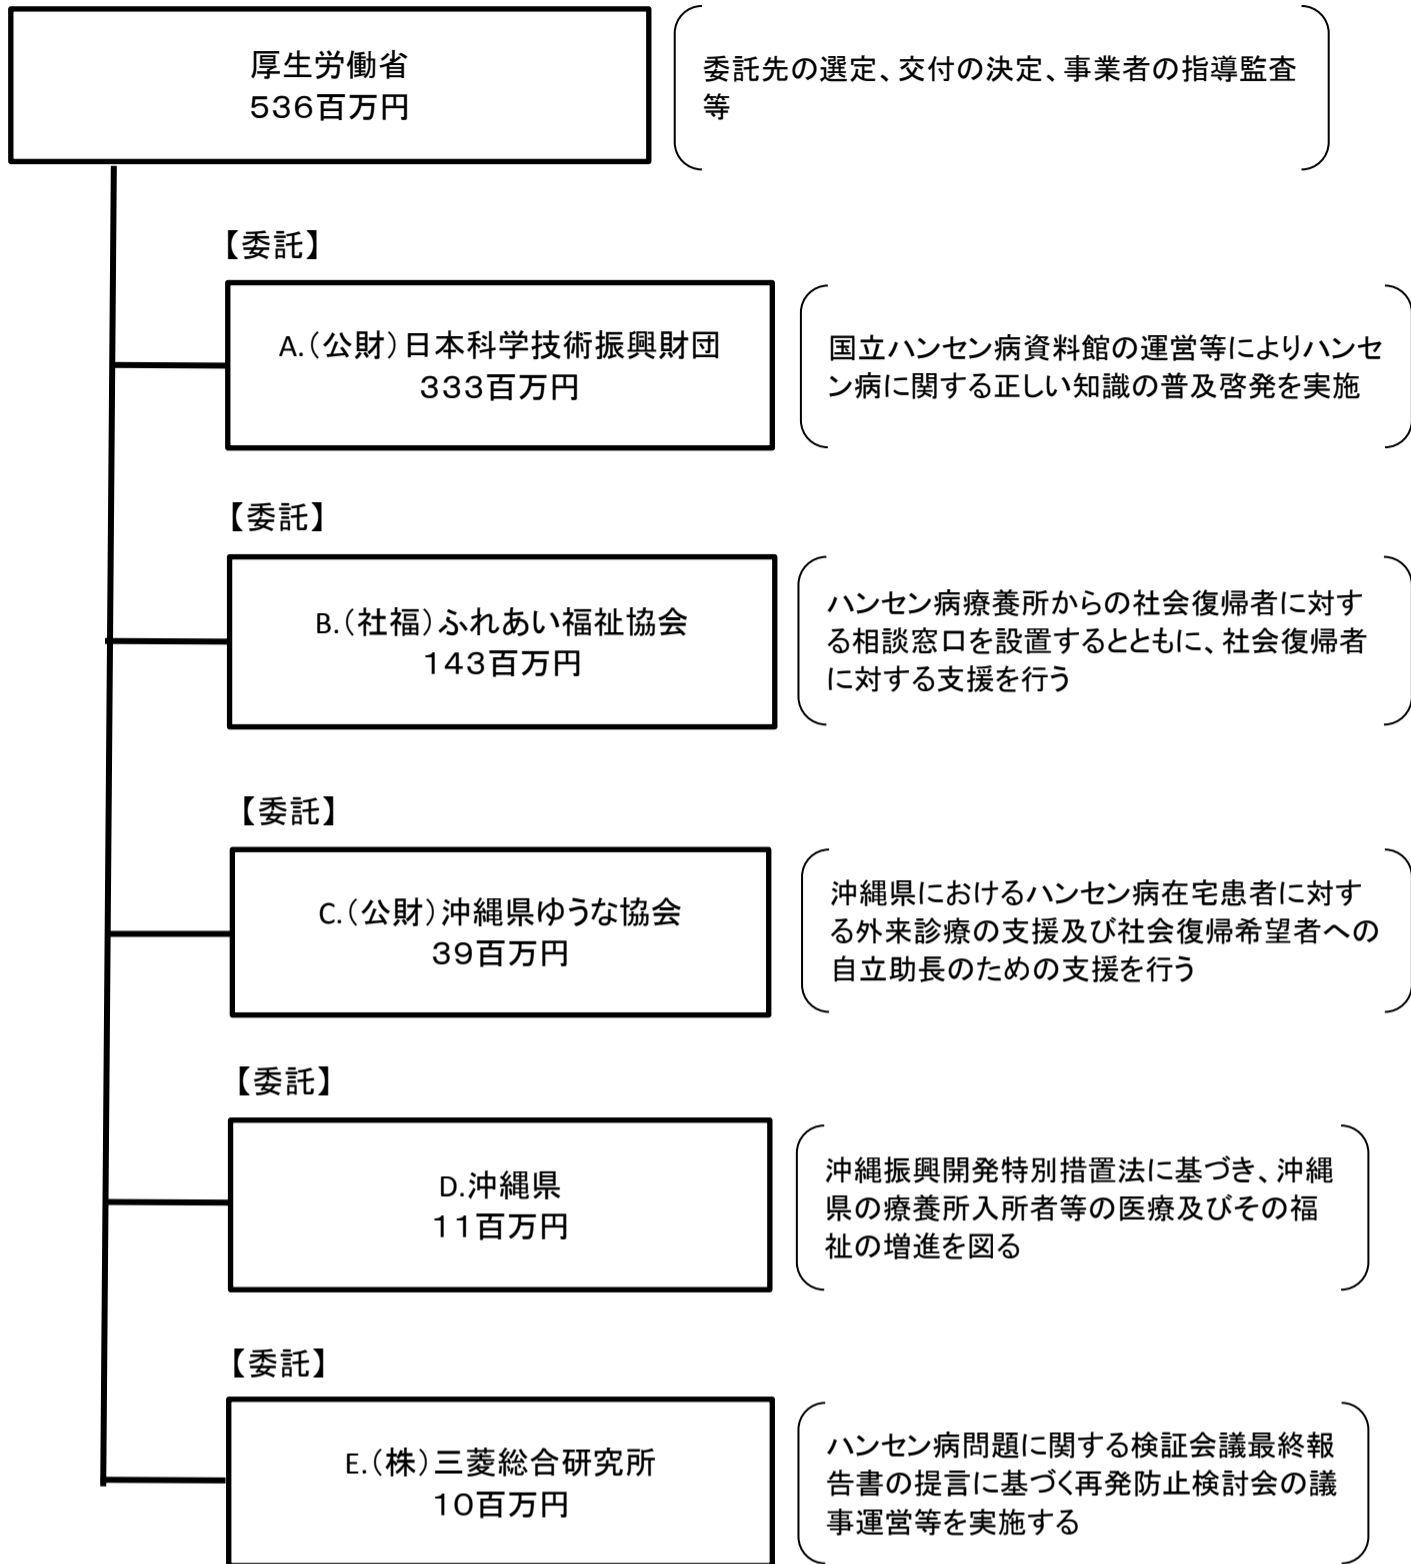 厚生労働省
536百万円
委託先の選定、交付の決定、事業者の指導監査
等
【委託】
A.（公財）日本科学技術振興財団
333百万円
国立ハンセン病資料館の運営等によりハンセ
ン病に関する正しい知識の普及啓発を実施
【委託】
B.（社福）ふれあい福祉協会
143百万円
ハンセン病療養所からの社会復帰者に対す
る相談窓口を設置するとともに、社会復帰者
に対する支援を行う
【委託】
C.（公財）沖縄県ゆうな協会
39百万円
沖縄県におけるハンセン病在宅患者に対す
る外来診療の支援及び社会復帰希望者への
自立助長のための支援を行う
【委託】
D.沖縄県
11百万円
沖縄振興開発特別措置法に基づき、沖縄
県の療養所入所者等の医療及びその福
祉の増進を図る
【委託】
E.（株）三菱総合研究所
10百万円
ハンセン病問題に関する検証会議最終報
告書の提言に基づく再発防止検討会の議
事運営等を実施する